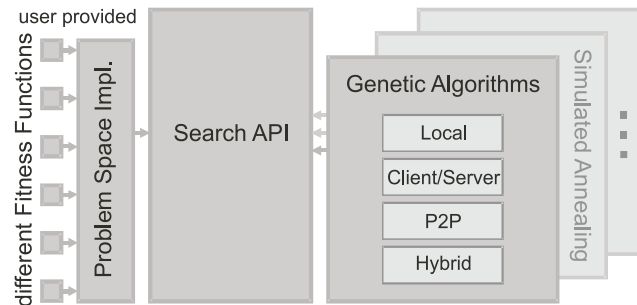 user provided
different Fitness Functions
Problem Space Impl.
Search API
Genetic Algorithms
Local
Client/Server
P2P
Hybrid
Simulated Annealing
...